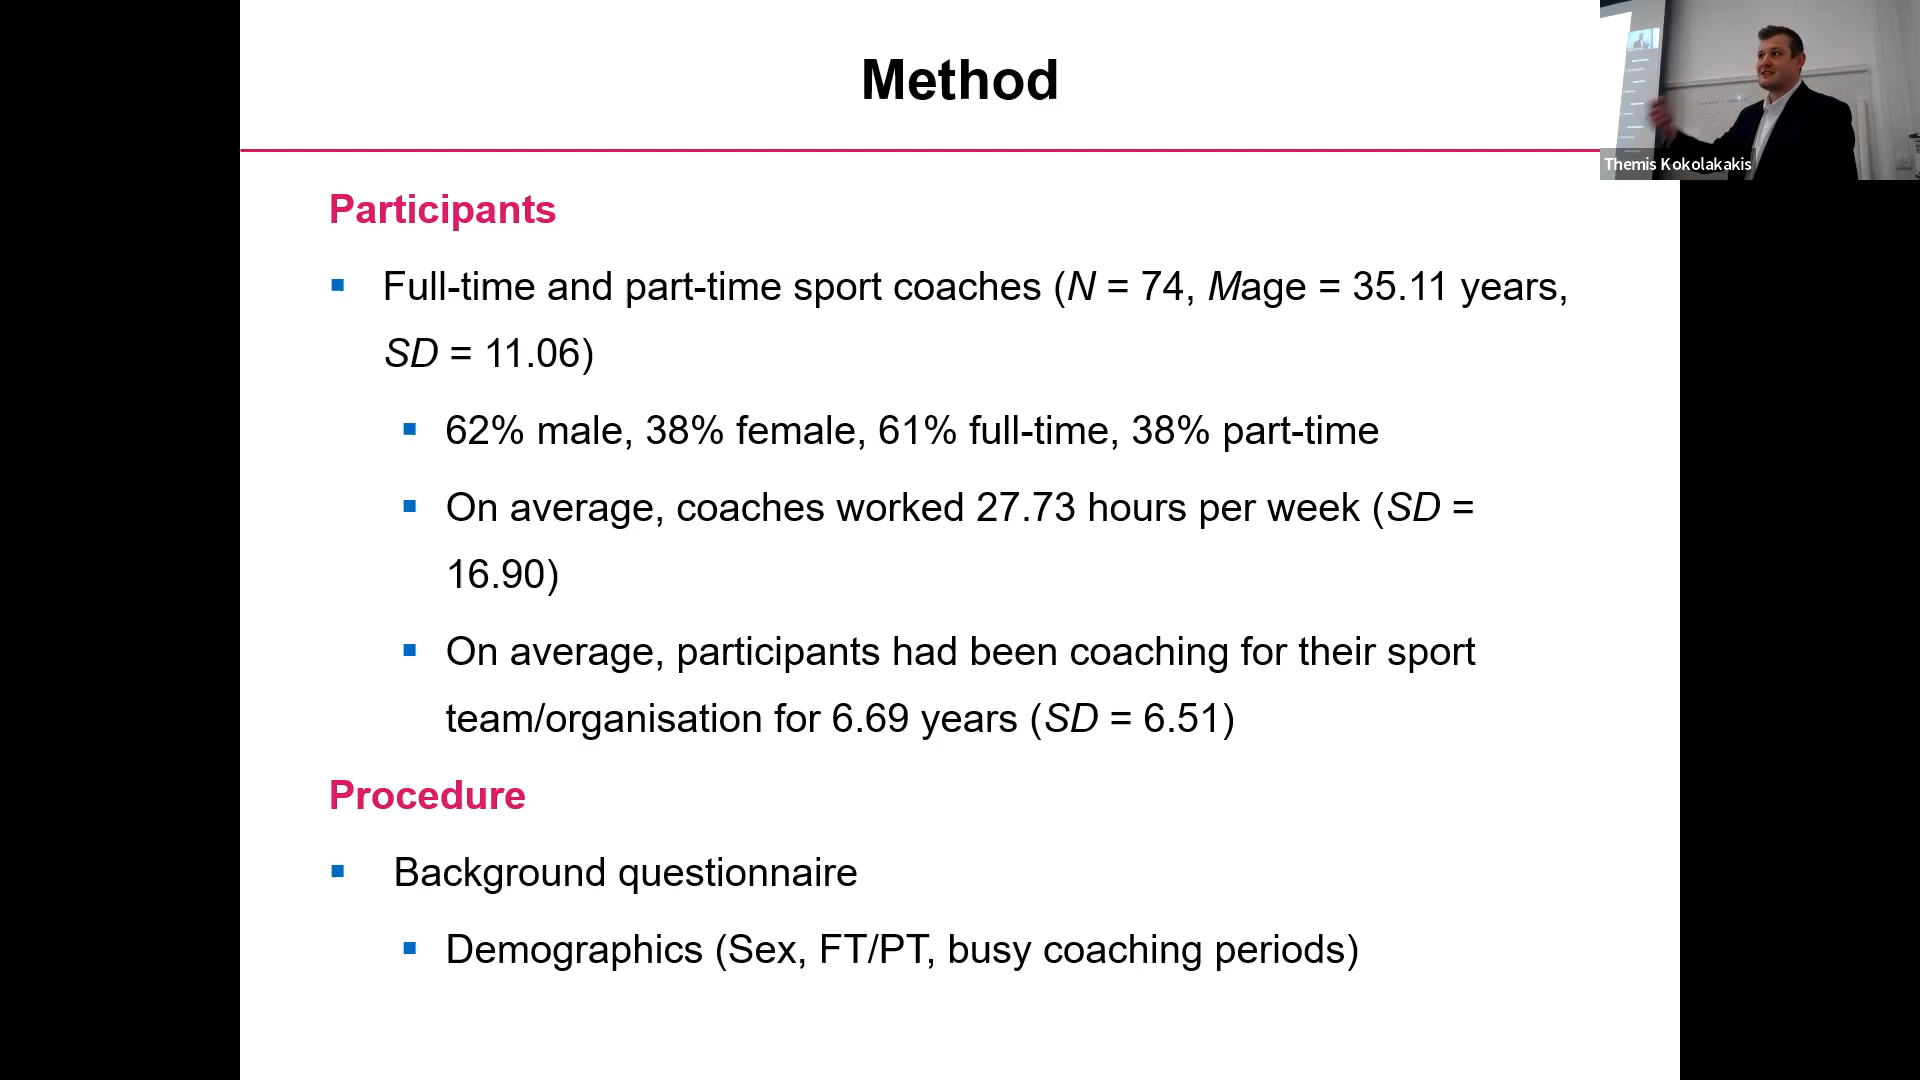 Method
Participants
Full-time and part-time sport coaches (N = 74, Mage = 35.11 years,
SD = 11.06)
62% male, 38% female, 61% full-time, 38% part-time
On average, coaches worked 27.73 hours per week (SD =
16.90)
On average, participants had been coaching for their sport
team/organisation for 6.69 years (SD = 6.51)
Procedure
Background questionnaire
Demographics (Sex, FT/PT, busy coaching periods)
Themis Kokolakakis